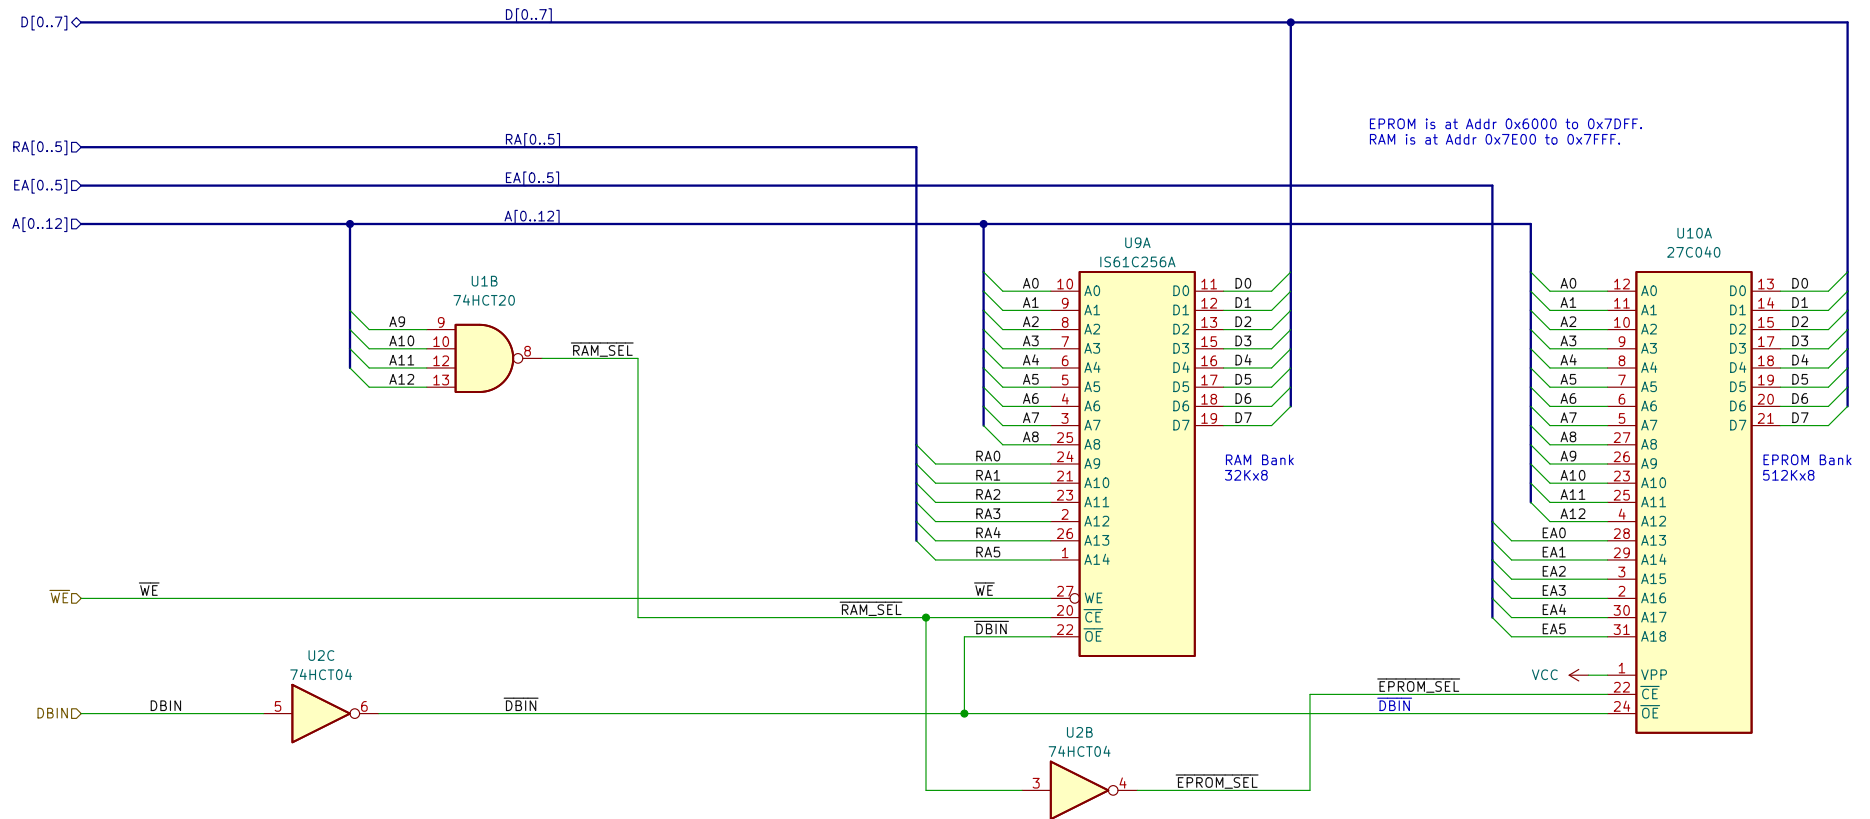 D[0..7]
D[0..7]
RA[0..5]
RA[0..5]
EA[0..5]
EA[0..5]
A[0..12]
A[0..12]
EPROM is at Addr 0x6000 to 0x7DFF.
RAM is at Addr 0x7E00 to 0x7FFF.
U1B
74HCT20
A9 9
A10 10
A11 12
A12 13
8
RAM_SEL
U9A
IS61C256A
A0 10 A0 D0 11 D0
A1 9 A1 D1 12 D1
A2 8 A2 D2 13 D2
A3 7 A3 D3 15 D3
A4 6 A4 D4 16 D4
A5 5 A5 D5 17 D5
A6 4 A6 D6 18 D6
A7 3 A7 D7 19 D7
A8 25 A8
RA0 24 A9
RA1 21 A10
RA2 23 A11
RA3 2 A12
RA4 26 A13
RA5 1 A14
WE
WE
WE 27 WE
RAM_SEL 20 CE
DBIN 22 OE
RAM Bank
32Kx8
U10A
27C040
A0 12 A0 D0 13 D0
A1 11 A1 D1 14 D1
A2 10 A2 D2 15 D2
A3 9 A3 D3 17 D3
A4 8 A4 D4 18 D4
A5 7 A5 D5 19 D5
A6 6 A6 D6 20 D6
A7 5 A7 D7 21 D7
A8 27 A8
A9 26 A9
A10 23 A10
A11 25 A11
A12 4 A12
EA0 28 A13
EA1 29 A14
EA2 3 A15
EA3 2 A16
EA4 30 A17
EA5 31 A18
VCC 1 VPP
EPROM_SEL 22 CE
DBIN 24 OE
EPROM Bank
512Kx8
U2C
74HCT04
DBIN
DBIN
5
6
DBIN
U2B
74HCT04
3
4
EPROM_SEL